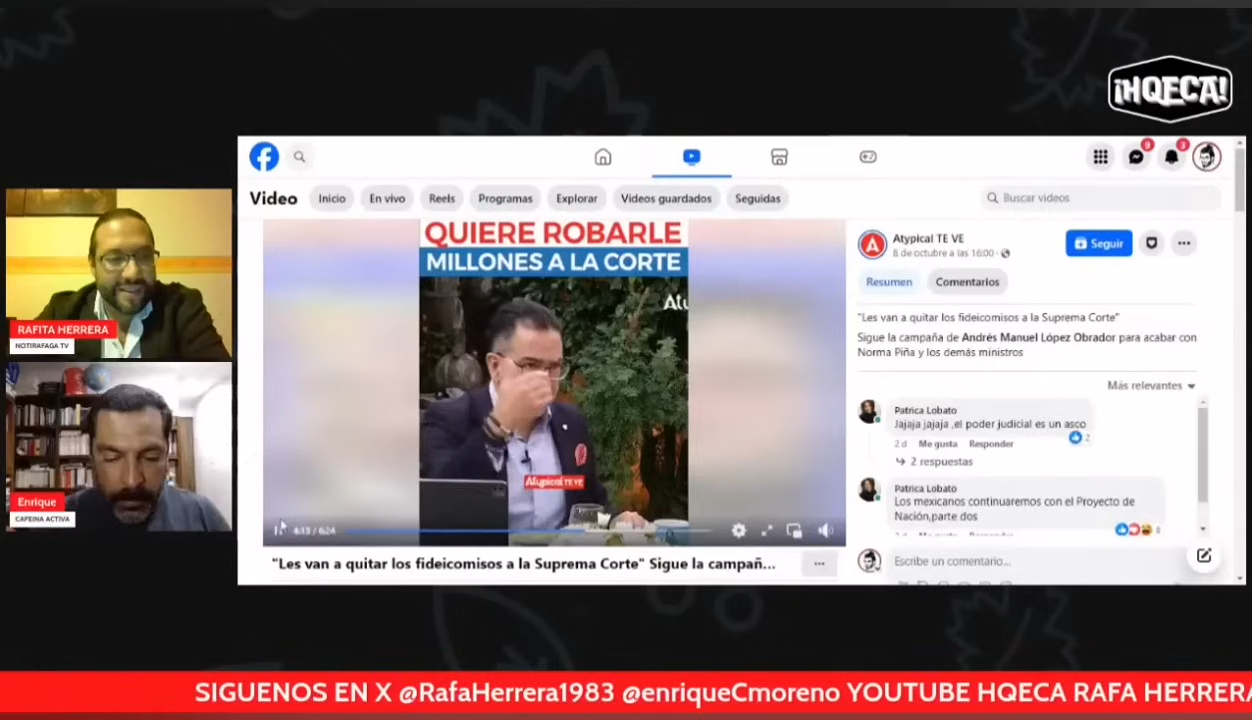 ¡HQECA!
RAFITA HERRERA
NOTIRAFAGA TV
Enrique
CAFEINA ACTIVA
Video
Inicio
En vivo
Reels
Programas
Explorar
Videos guardados
Seguidas
Buscar videos
QUIERE ROBARLE
MILLONES A LA CORTE
Atypical TE VE
4:13 / 6:24
"Les van a quitar los fideicomisos a la Suprema Corte" Sigue la campañ...
Atypical TE VE
8 de octubre a las 16:00
Seguir
Resumen
Comentarios
"Les van a quitar los fideicomisos a la Suprema Corte"
Sigue la campaña de Andrés Manuel López Obrador para acabar con
Norma Piña y los demás ministros
Más relevantes
Patrica Lobato
Jajaja jajaja ,el poder judicial es un asco
2 d Me gusta Responder
2
2 respuestas
Patrica Lobato
Los mexicanos continuaremos con el Proyecto de
Nación,parte dos
8
Escribe un comentario...
SIGUENOS EN X @RafaHerrera1983 @enriqueCmoreno YOUTUBE HQECA RAFA HERRERA